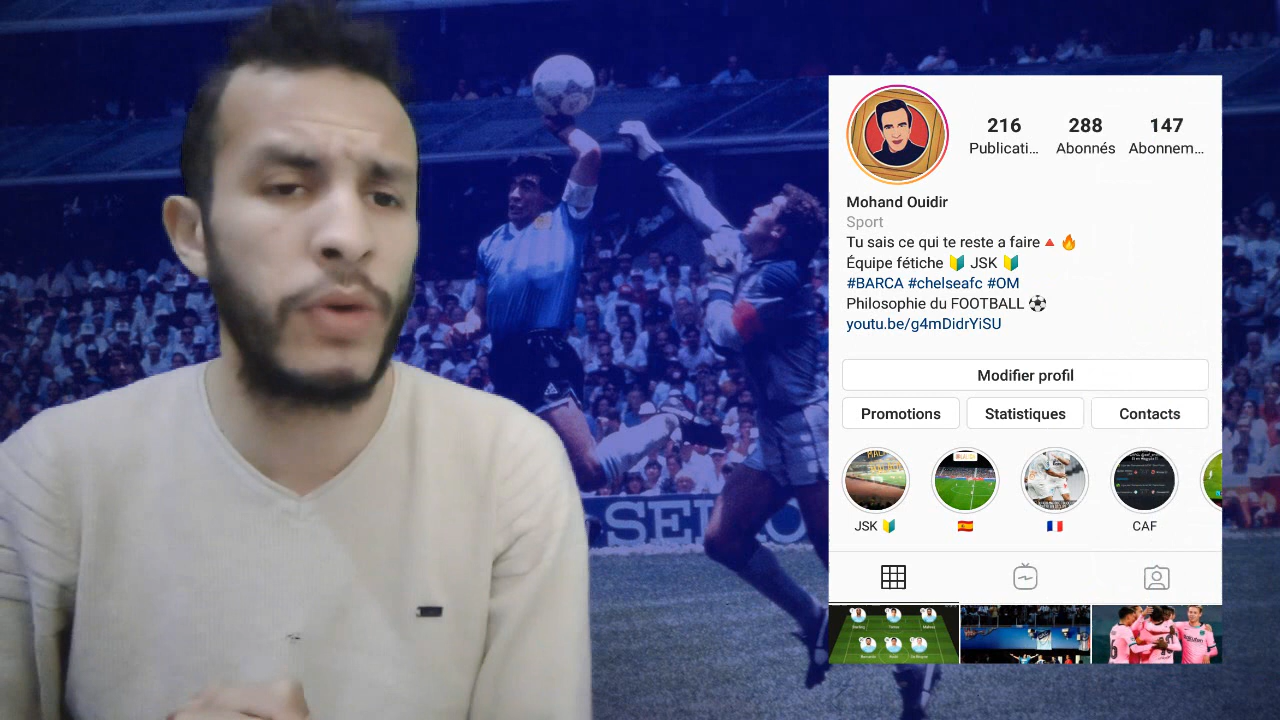 216
288
147
Publicati...
Abonnés
Abonnem...
Mohand Ouidir
Sport
Tu sais ce qui te reste a faire🔺 🔥
Équipe fétiche 🔰 JSK 🔰
#BARCA #chelseafc #OM
Philosophie du FOOTBALL ⚽
youtu.be/g4mDidrYiSU
Modifier profil
Promotions
Statistiques
Contacts
JSK 🔰
🇪🇸
🇫🇷
CAF